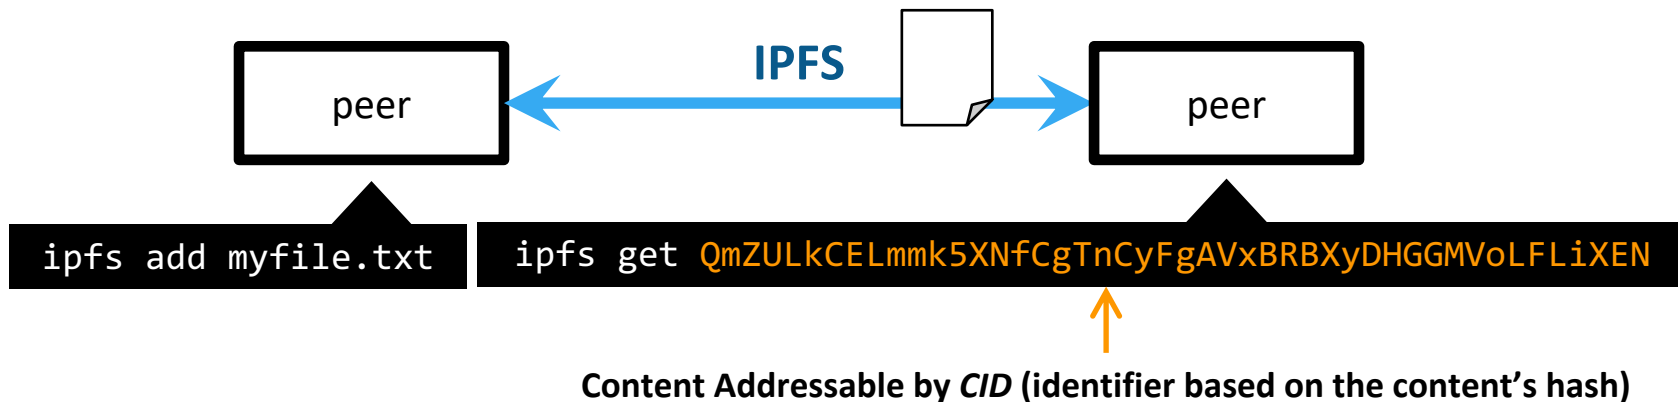 IPFS
peer
peer
ipfs add myfile.txt
ipfs get QmZULkCELmmk5XNfCgTnCyFgAVxBRBXyDHGGMVoLFLiXEN
Content Addressable by CID (identifier based on the content’s hash)